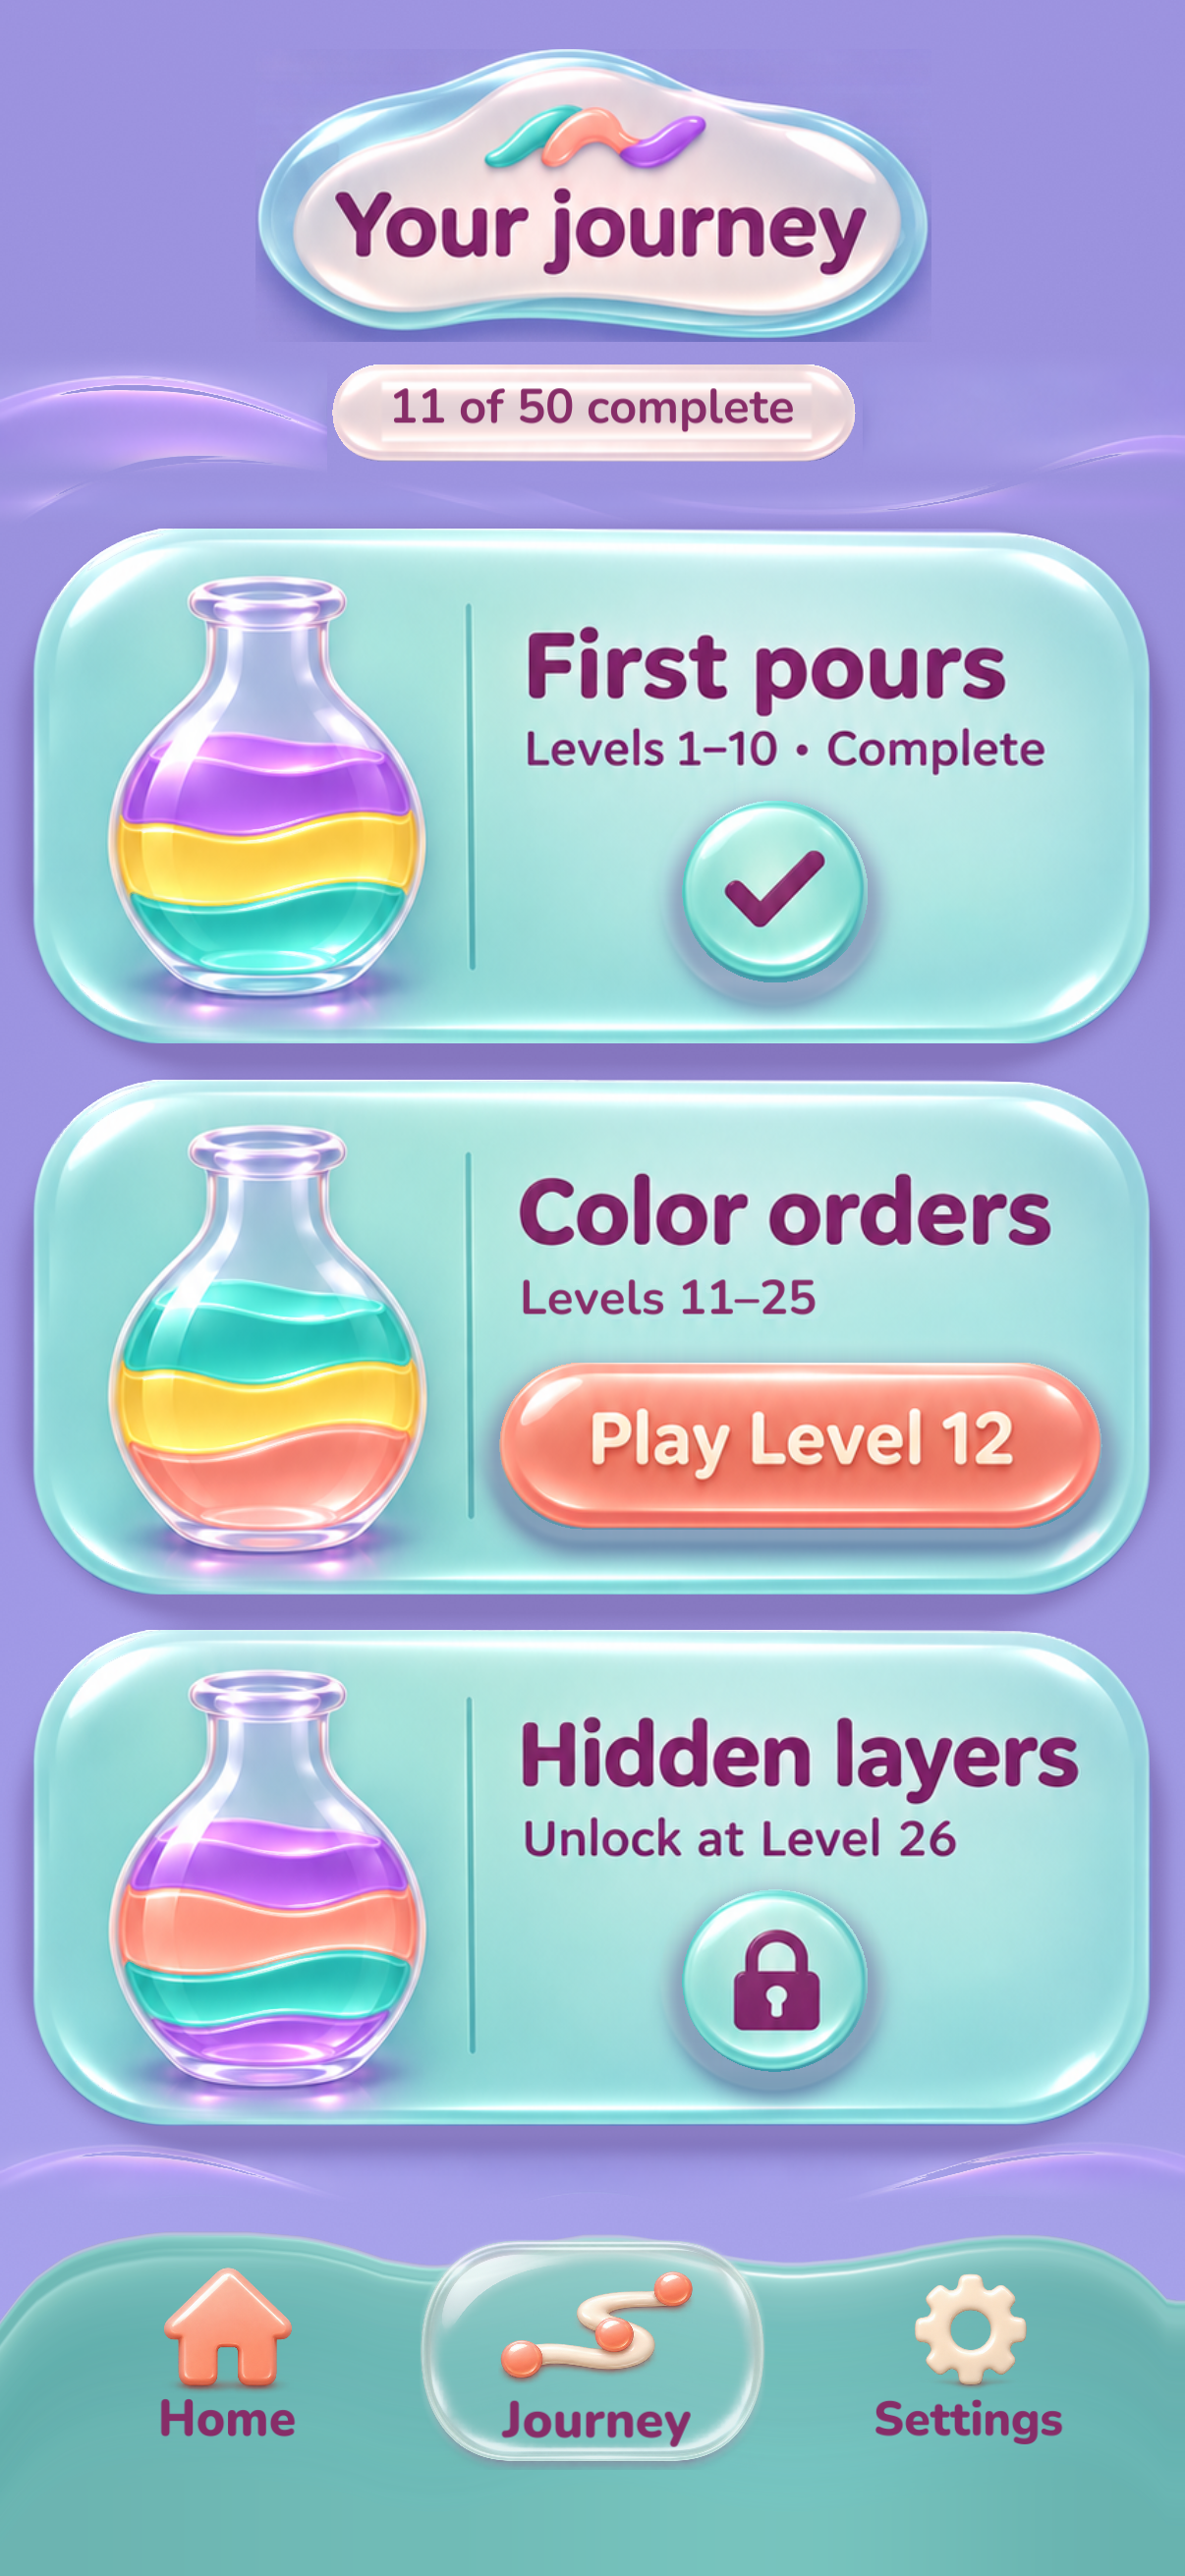 Your journey
11 of 50 complete
First pours
Levels 1–10 • Complete
Color orders
Levels 11–25
Play Level 12
Hidden layers
Unlock at Level 26
Home
Journey
Settings